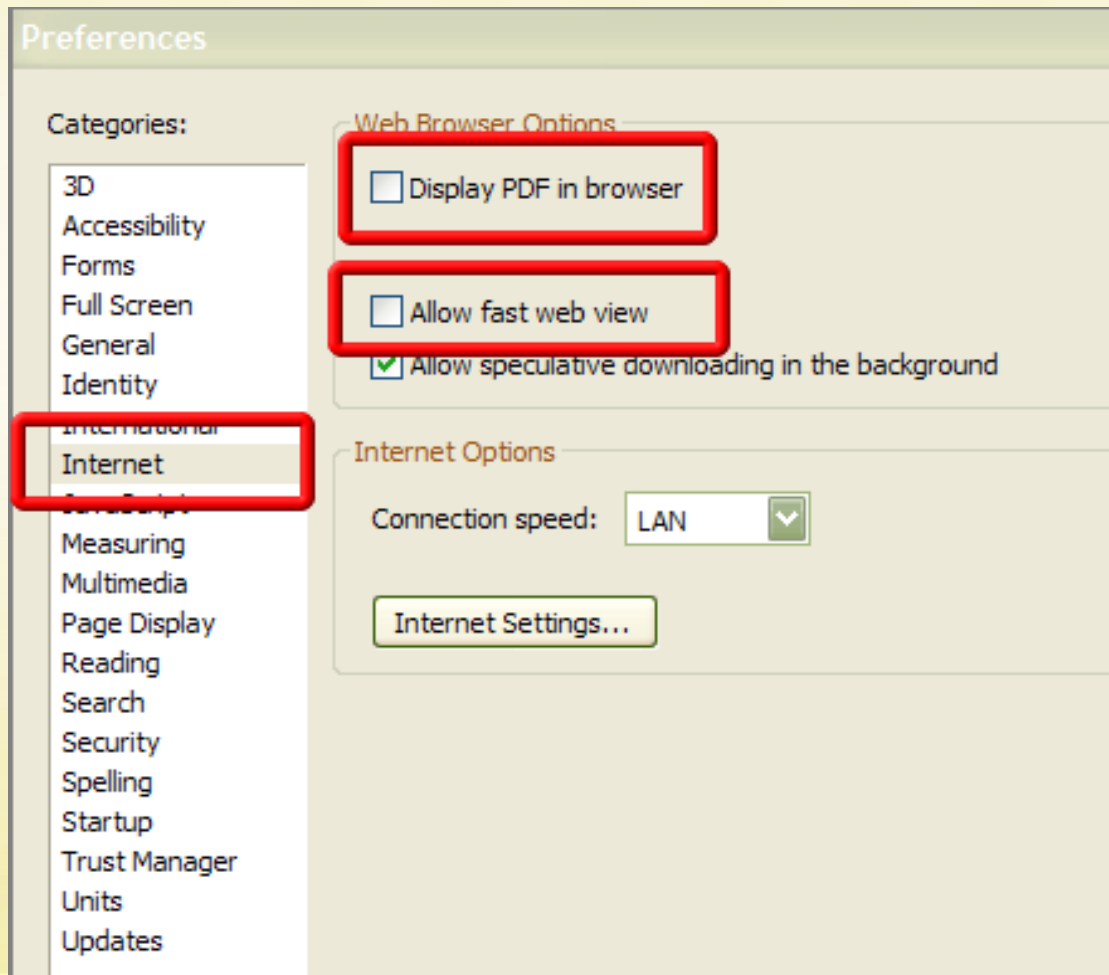 Preferences
Categories:
3D
Accessibility
Forms
Full Screen
General
Identity
International
Internet
JavaScript
Measuring
Multimedia
Page Display
Reading
Search
Security
Spelling
Startup
Trust Manager
Units
Updates
Web Browser Options
Display PDF in browser
Allow fast web view
Allow speculative downloading in the background
Internet Options
Connection speed: LAN
Internet Settings...